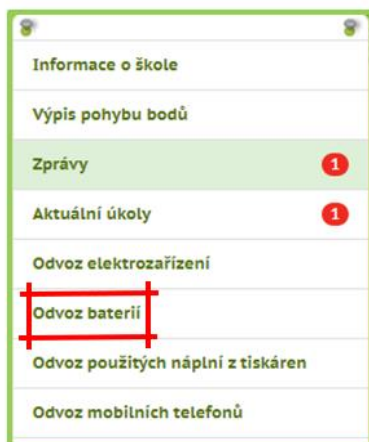 Informace o škole
Výpis pohybu bodů
Zprávy 1
Aktuální úkoly 1
Odvoz elektrozařízení
Odvoz baterií
Odvoz použitých náplní z tiskáren
Odvoz mobilních telefonů